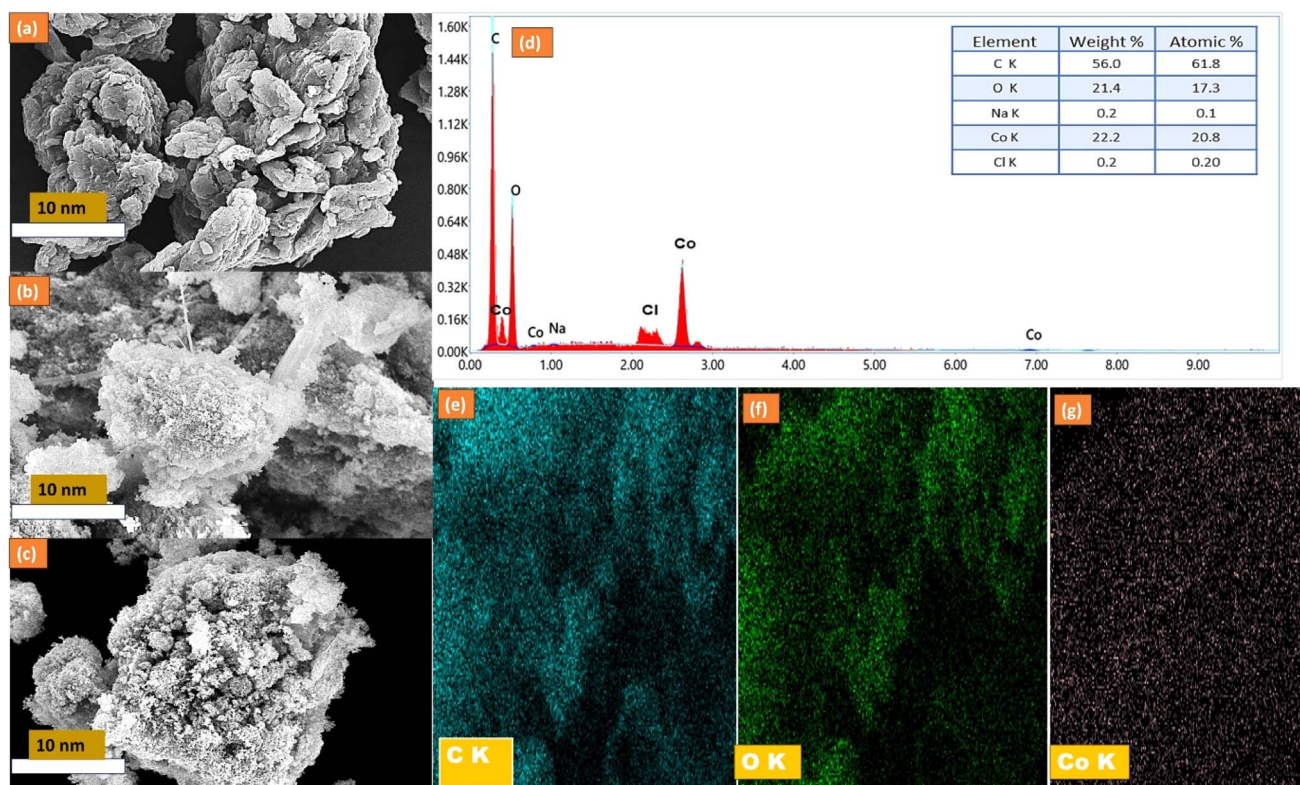 (a)
10 nm
(b)
10 nm
(c)
10 nm
(d)
1.60K
1.44K
1.28K
1.12K
0.96K
0.80K
0.64K
0.48K
0.32K
0.16K
0.00K
C
O
Co
Co
Na
Cl
Co
Co
0.00 1.00 2.00 3.00 4.00 5.00 6.00 7.00 8.00 9.00
Element Weight % Atomic %
C K 56.0 61.8
O K 21.4 17.3
Na K 0.2 0.1
Co K 22.2 20.8
Cl K 0.2 0.20
(e)
C K
(f)
O K
(g)
Co K